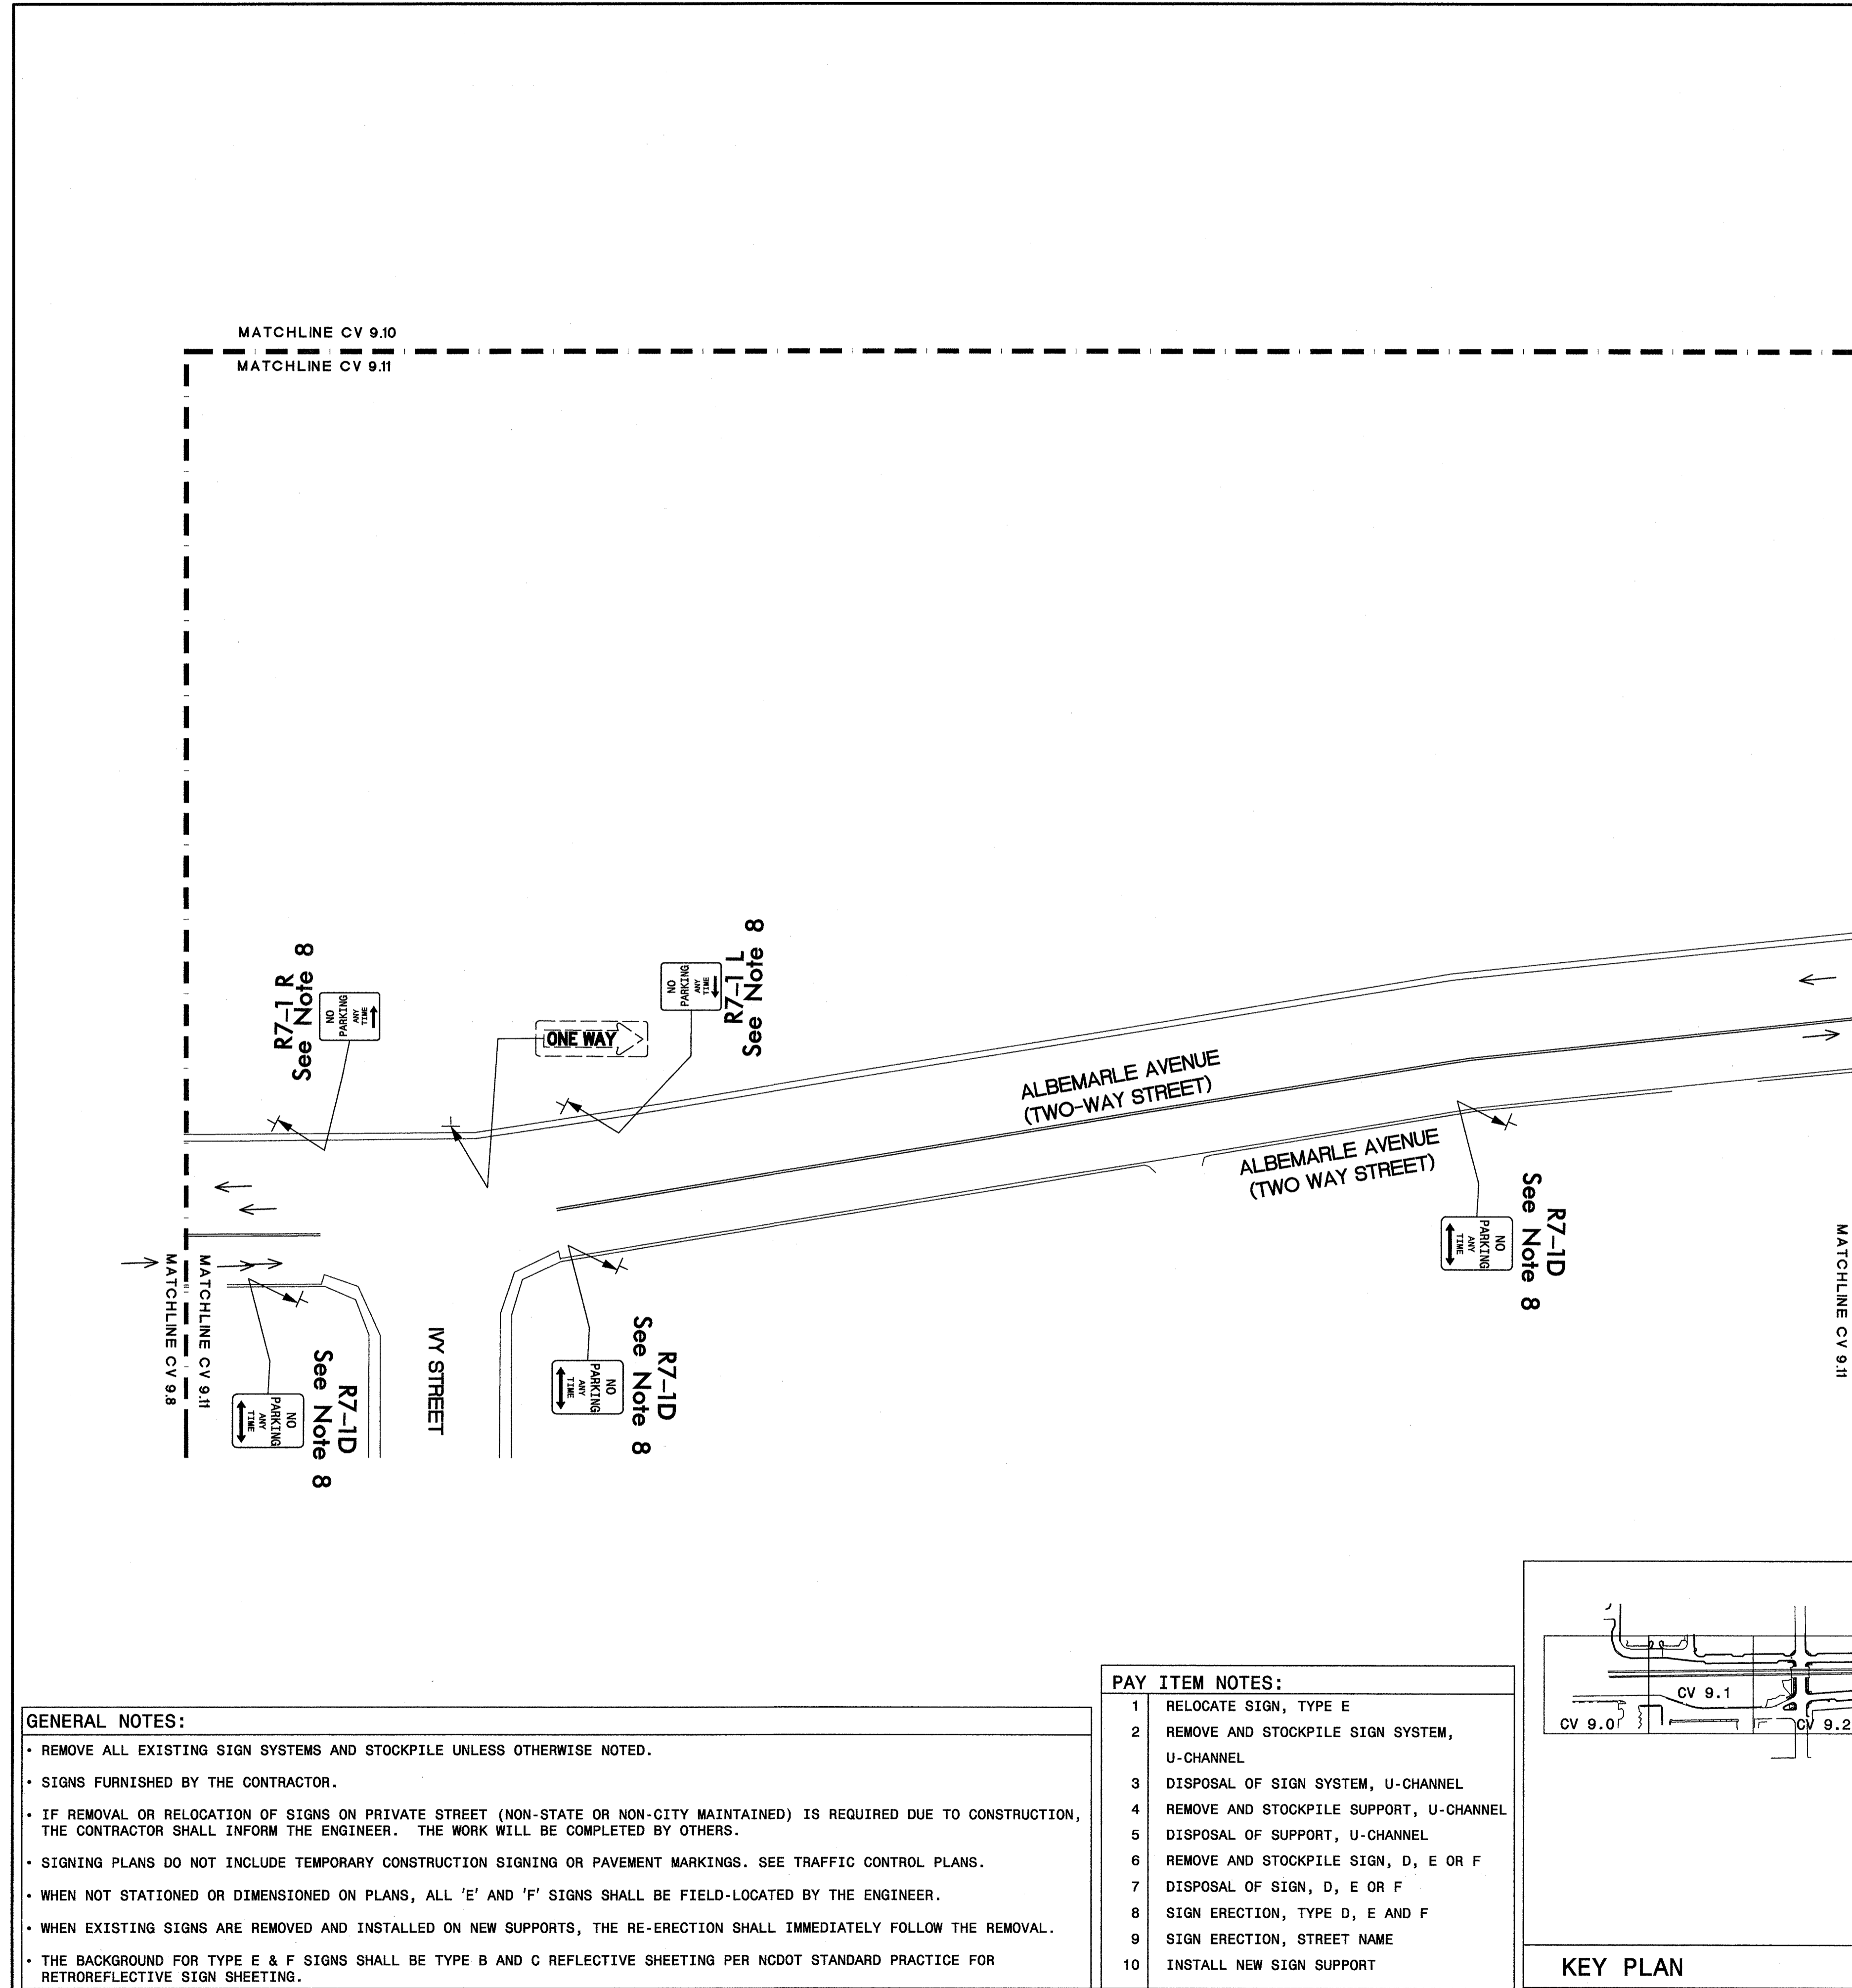 MATCHLINE CV 9.10
MATCHLINE CV 9.11
R7-1 R
See Note 8
NO
PARKING
ANY
TIME
NO
PARKING
ANY
TIME
R7-1 L
See Note 8
ONE WAY
ALBEMARLE AVENUE
(TWO-WAY STREET)
ALBEMARLE AVENUE
(TWO WAY STREET)
R7-1D
See Note 8
NO
PARKING
ANY
TIME
MATCHLINE CV 9.11
MATCHLINE CV 9.11
MATCHLINE CV 9.8
R7-1D
See Note 8
NO
PARKING
ANY
TIME
IVY STREET
R7-1D
See Note 8
NO
PARKING
ANY
TIME
GENERAL NOTES:
• REMOVE ALL EXISTING SIGN SYSTEMS AND STOCKPILE UNLESS OTHERWISE NOTED.
• SIGNS FURNISHED BY THE CONTRACTOR.
• IF REMOVAL OR RELOCATION OF SIGNS ON PRIVATE STREET (NON-STATE OR NON-CITY MAINTAINED) IS REQUIRED DUE TO CONSTRUCTION,
THE CONTRACTOR SHALL INFORM THE ENGINEER. THE WORK WILL BE COMPLETED BY OTHERS.
• SIGNING PLANS DO NOT INCLUDE TEMPORARY CONSTRUCTION SIGNING OR PAVEMENT MARKINGS. SEE TRAFFIC CONTROL PLANS.
• WHEN NOT STATIONED OR DIMENSIONED ON PLANS, ALL 'E' AND 'F' SIGNS SHALL BE FIELD-LOCATED BY THE ENGINEER.
• WHEN EXISTING SIGNS ARE REMOVED AND INSTALLED ON NEW SUPPORTS, THE RE-ERECTION SHALL IMMEDIATELY FOLLOW THE REMOVAL.
• THE BACKGROUND FOR TYPE E & F SIGNS SHALL BE TYPE B AND C REFLECTIVE SHEETING PER NCDOT STANDARD PRACTICE FOR
RETROREFLECTIVE SIGN SHEETING.
PAY ITEM NOTES:
1 RELOCATE SIGN, TYPE E
2 REMOVE AND STOCKPILE SIGN SYSTEM,
U-CHANNEL
3 DISPOSAL OF SIGN SYSTEM, U-CHANNEL
4 REMOVE AND STOCKPILE SUPPORT, U-CHANNEL
5 DISPOSAL OF SUPPORT, U-CHANNEL
6 REMOVE AND STOCKPILE SIGN, D, E OR F
7 DISPOSAL OF SIGN, D, E OR F
8 SIGN ERECTION, TYPE D, E AND F
9 SIGN ERECTION, STREET NAME
10 INSTALL NEW SIGN SUPPORT
CV 9.0
CV 9.1
CV 9.2
KEY PLAN